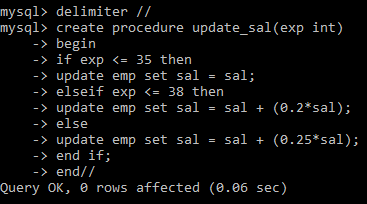 mysql> delimiter //
mysql> create procedure update_sal(exp int)
    -> begin
    -> if exp <= 35 then
    -> update emp set sal = sal;
    -> elseif exp <= 38 then
    -> update emp set sal = sal + (0.2*sal);
    -> else
    -> update emp set sal = sal + (0.25*sal);
    -> end if;
    -> end//
Query OK, 0 rows affected (0.06 sec)